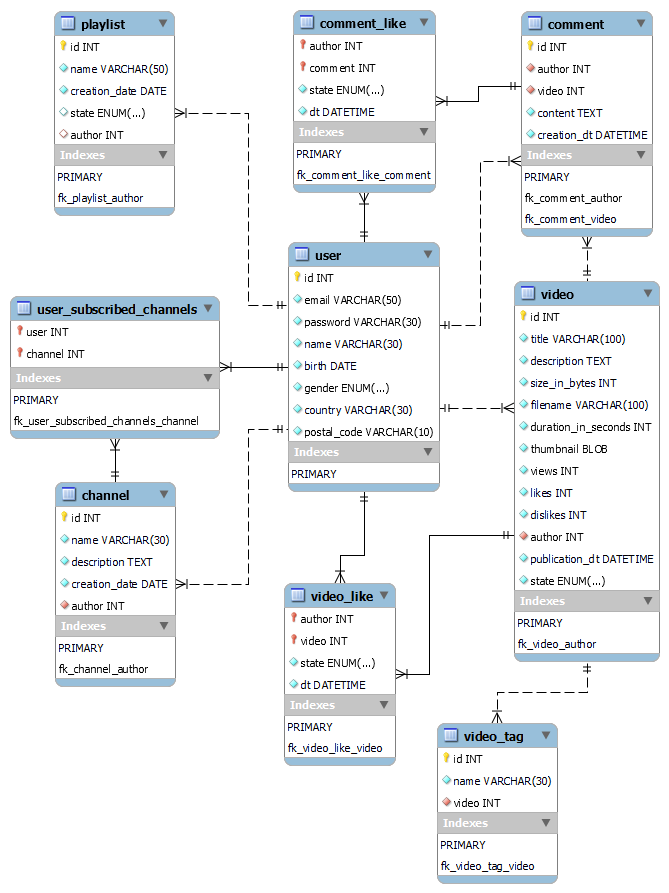 playlist
id INT
name VARCHAR(50)
creation_date DATE
state ENUM(...)
author INT
Indexes
PRIMARY
fk_playlist_author
comment_like
author INT
comment INT
state ENUM(...)
dt DATETIME
Indexes
PRIMARY
fk_comment_like_comment
comment
id INT
author INT
video INT
content TEXT
creation_dt DATETIME
Indexes
PRIMARY
fk_comment_author
fk_comment_video
user_subscribed_channels
user INT
channel INT
Indexes
PRIMARY
fk_user_subscribed_channels_channel
user
id INT
email VARCHAR(50)
password VARCHAR(30)
name VARCHAR(30)
birth DATE
gender ENUM(...)
country VARCHAR(30)
postal_code VARCHAR(10)
Indexes
PRIMARY
video
id INT
title VARCHAR(100)
description TEXT
size_in_bytes INT
filename VARCHAR(100)
duration_in_seconds INT
thumbnail BLOB
views INT
likes INT
dislikes INT
author INT
publication_dt DATETIME
state ENUM(...)
Indexes
PRIMARY
fk_video_author
channel
id INT
name VARCHAR(30)
description TEXT
creation_date DATE
author INT
Indexes
PRIMARY
fk_channel_author
video_like
author INT
video INT
state ENUM(...)
dt DATETIME
Indexes
PRIMARY
fk_video_like_video
video_tag
id INT
name VARCHAR(30)
video INT
Indexes
PRIMARY
fk_video_tag_video